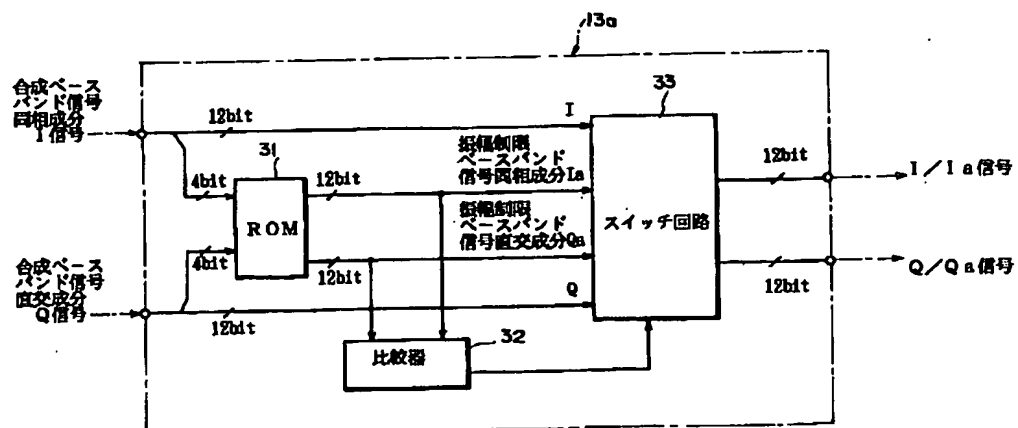 13a
合成ベース
バンド信号
同相成分
I信号
12bit
I
33
31
4bit
12bit
振幅制限
ベースバンド
信号同相成分Ia
12bit
I/Ia信号
ROM
振幅制限
ベースバンド
信号直交成分Qa
スイッチ回路
4bit
12bit
12bit
Q/Qa信号
合成ベース
バンド信号
直交成分
Q信号
12bit
Q
比較器
32